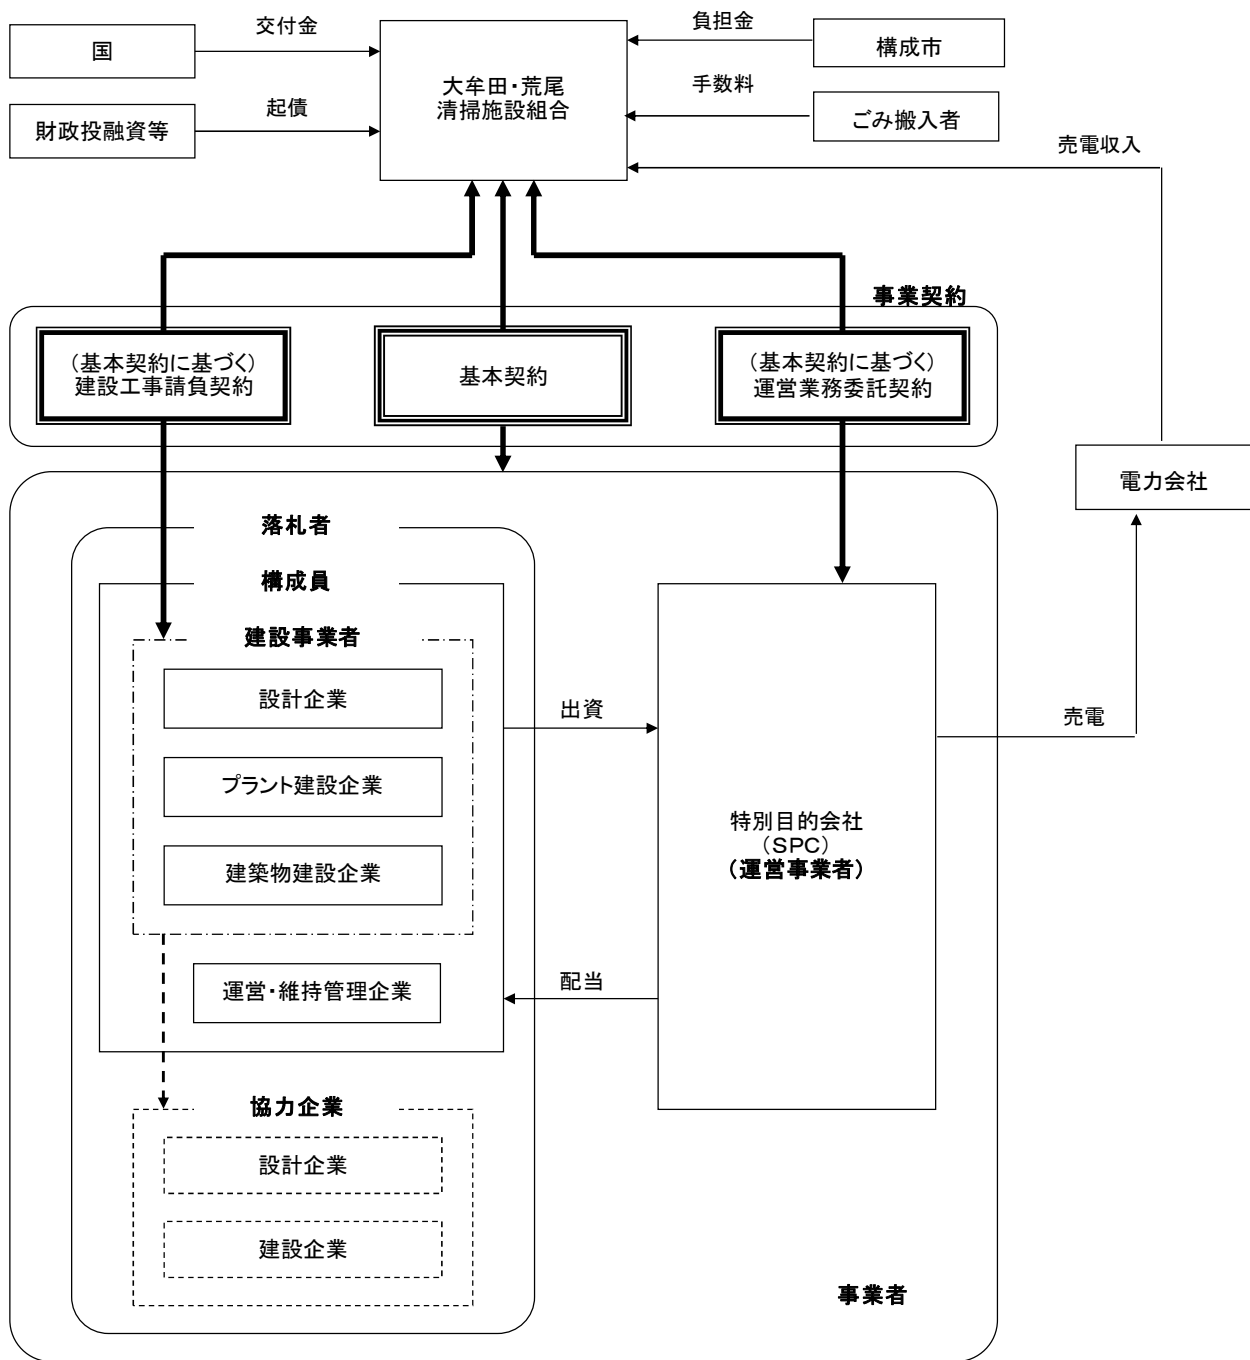 交付金
負担金
国
構成市
大牟田・荒尾
清掃施設組合
手数料
起債
財政投融資等
ごみ搬入者
売電収入
事業契約
（基本契約に基づく）
建設工事請負契約
基本契約
（基本契約に基づく）
運営業務委託契約
電力会社
落札者
構成員
建設事業者
設計企業
出資
売電
プラント建設企業
特別目的会社
（SPC）
（運営事業者）
建築物建設企業
配当
運営・維持管理企業
協力企業
設計企業
建設企業
事業者